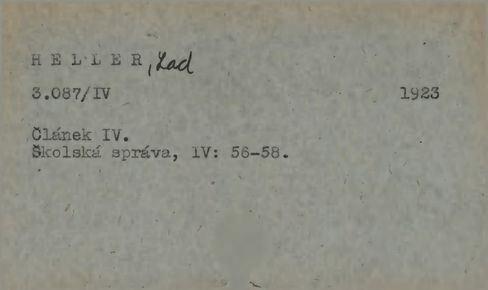 H E L L E R, Lad
3.087/IV 1923
Článek IV.
Školská správa, IV: 56-58.